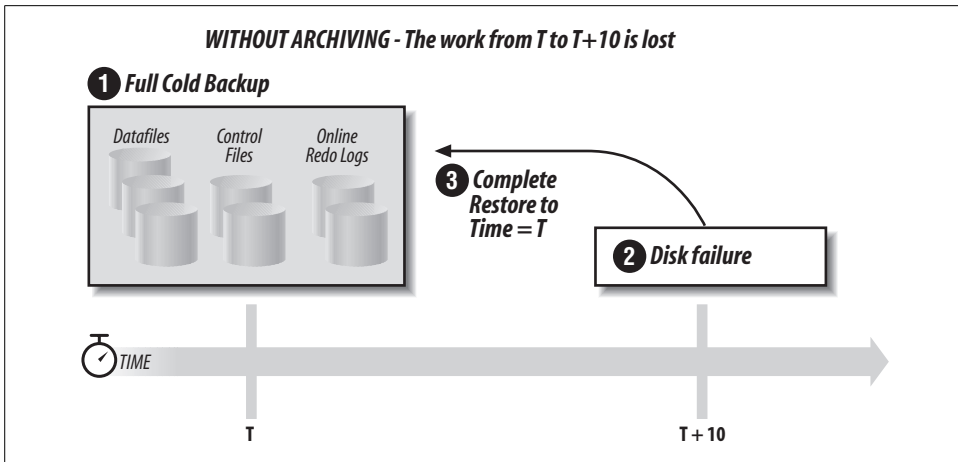 WITHOUT ARCHIVING - The work from T to T+10 is lost
1 Full Cold Backup
Datafiles
Control
Files
Online
Redo Logs
3 Complete
Restore to
Time = T
2 Disk failure
TIME
T
T + 10